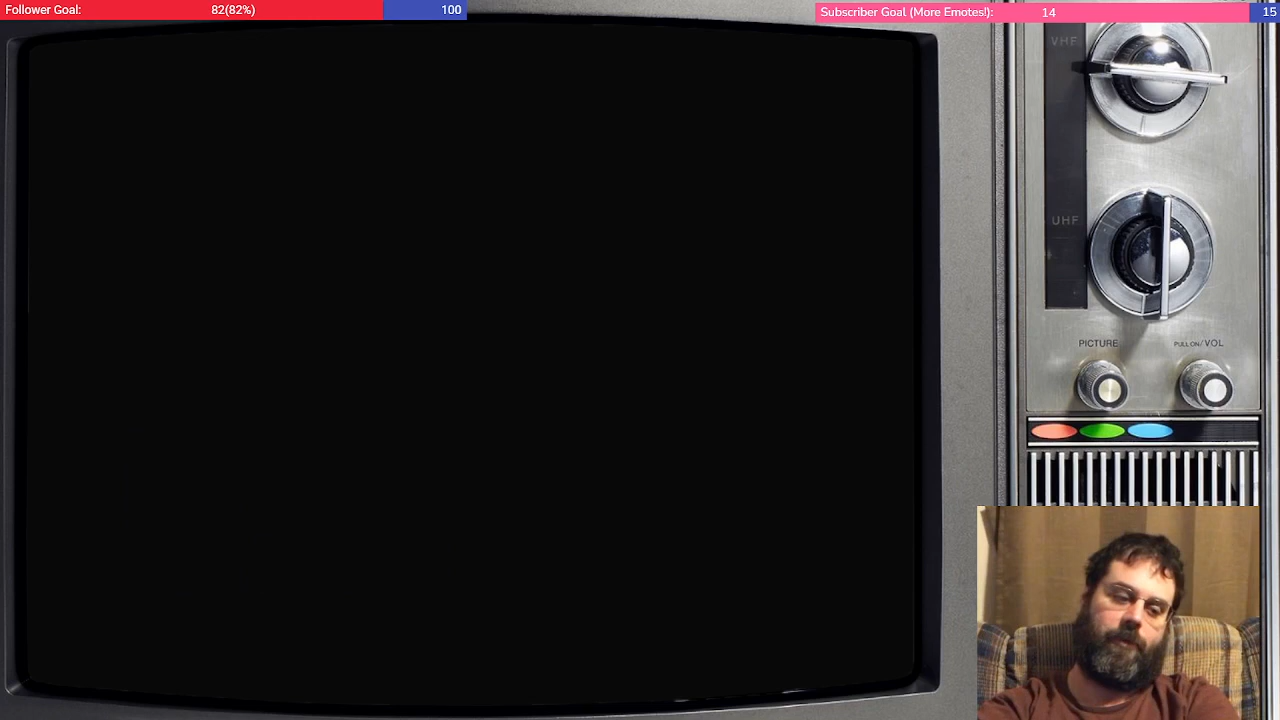 Follower Goal: 82(82%) 100
Subscriber Goal (More Emotes!): 14 15
VHF
UHF
PICTURE
PULL ON/VOL